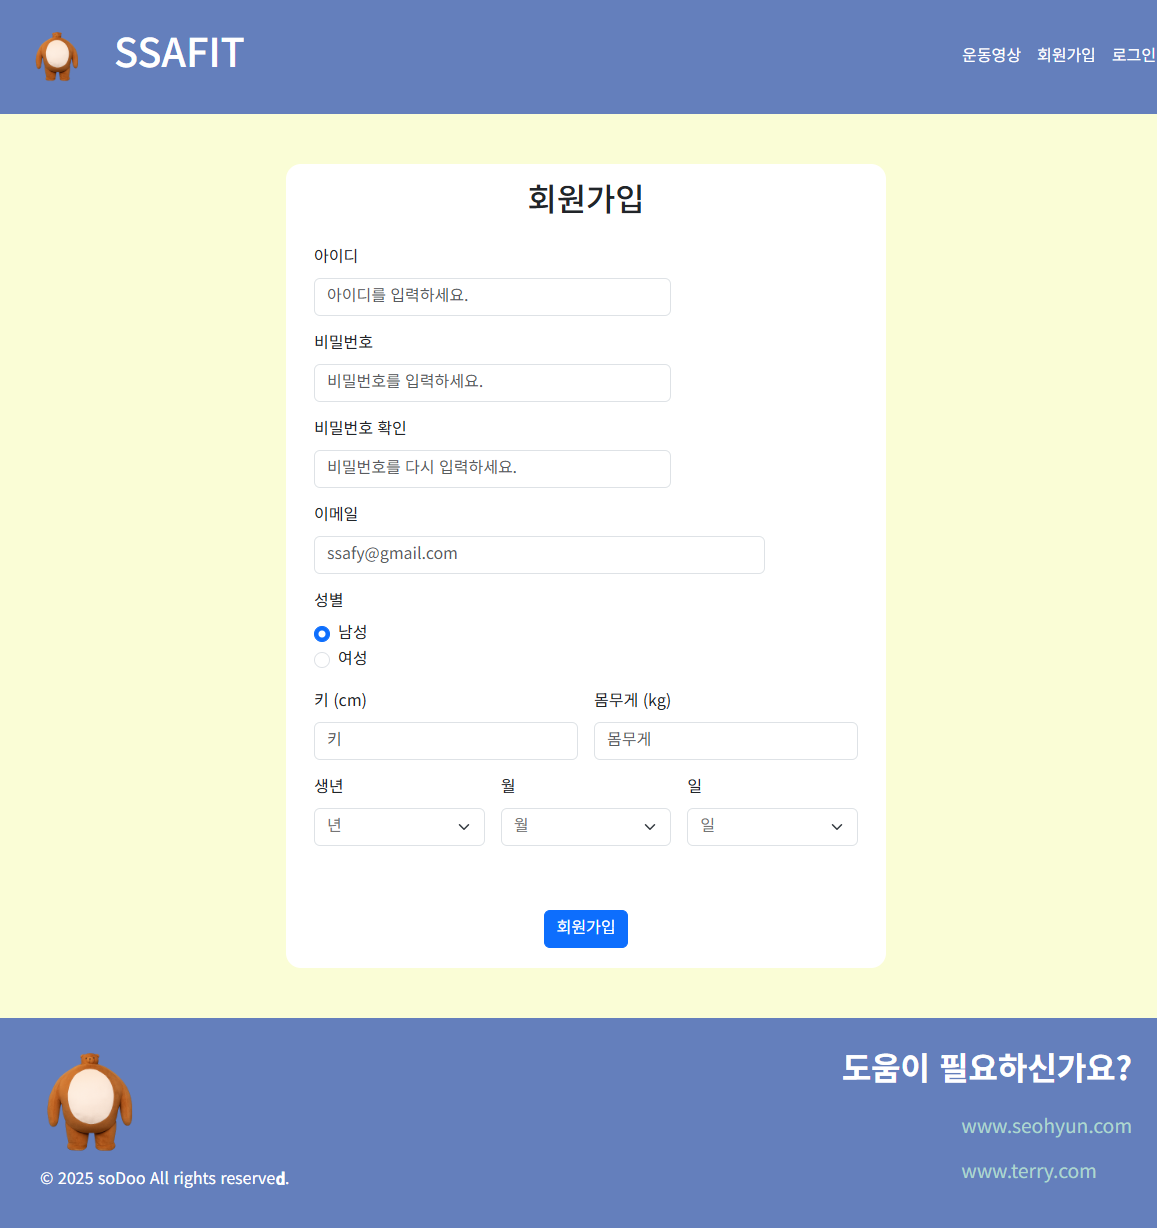 SSAFIT
운동영상 회원가입 로그인
회원가입
아이디
아이디를 입력하세요.
비밀번호
비밀번호를 입력하세요.
비밀번호 확인
비밀번호를 다시 입력하세요.
이메일
ssafy@gmail.com
성별
남성
여성
키 (cm) 몸무게 (kg)
키 몸무게
생년 월 일
년 월 일
회원가입
도움이 필요하신가요?
www.seohyun.com
www.terry.com
© 2025 soDoo All rights reserved.